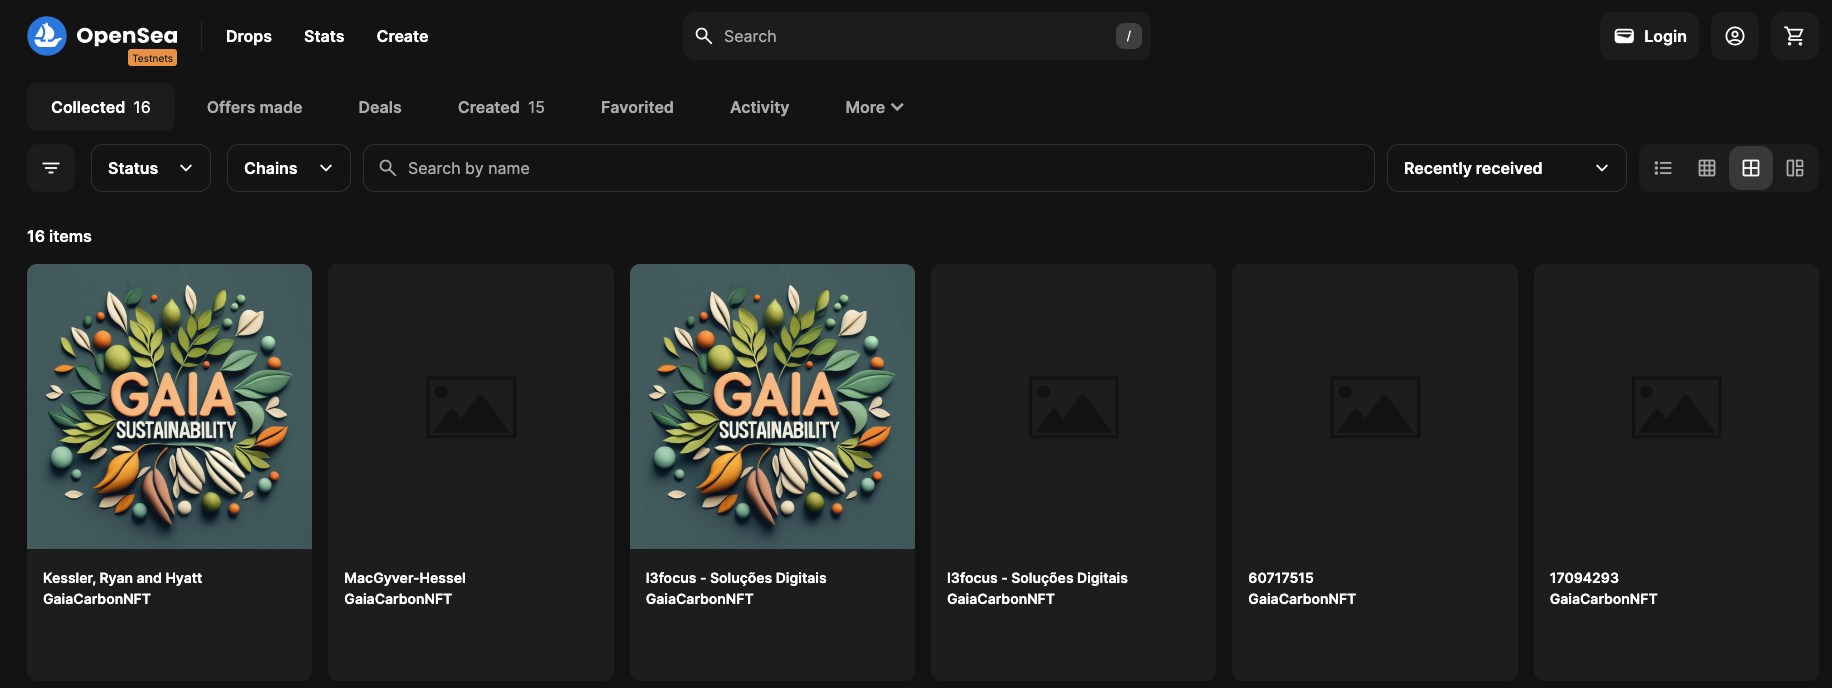 OpenSea
Testnets
Drops
Stats
Create
Search
/
Login
Collected 16
Offers made
Deals
Created 15
Favorited
Activity
More
Status
Chains
Search by name
Recently received
16 items
GAIA
SUSTAINABILITY
Kessler, Ryan and Hyatt
GaiaCarbonNFT
MacGyver-Hessel
GaiaCarbonNFT
GAIA
SUSTAINABILITY
I3focus - Soluções Digitais
GaiaCarbonNFT
I3focus - Soluções Digitais
GaiaCarbonNFT
60717515
GaiaCarbonNFT
17094293
GaiaCarbonNFT